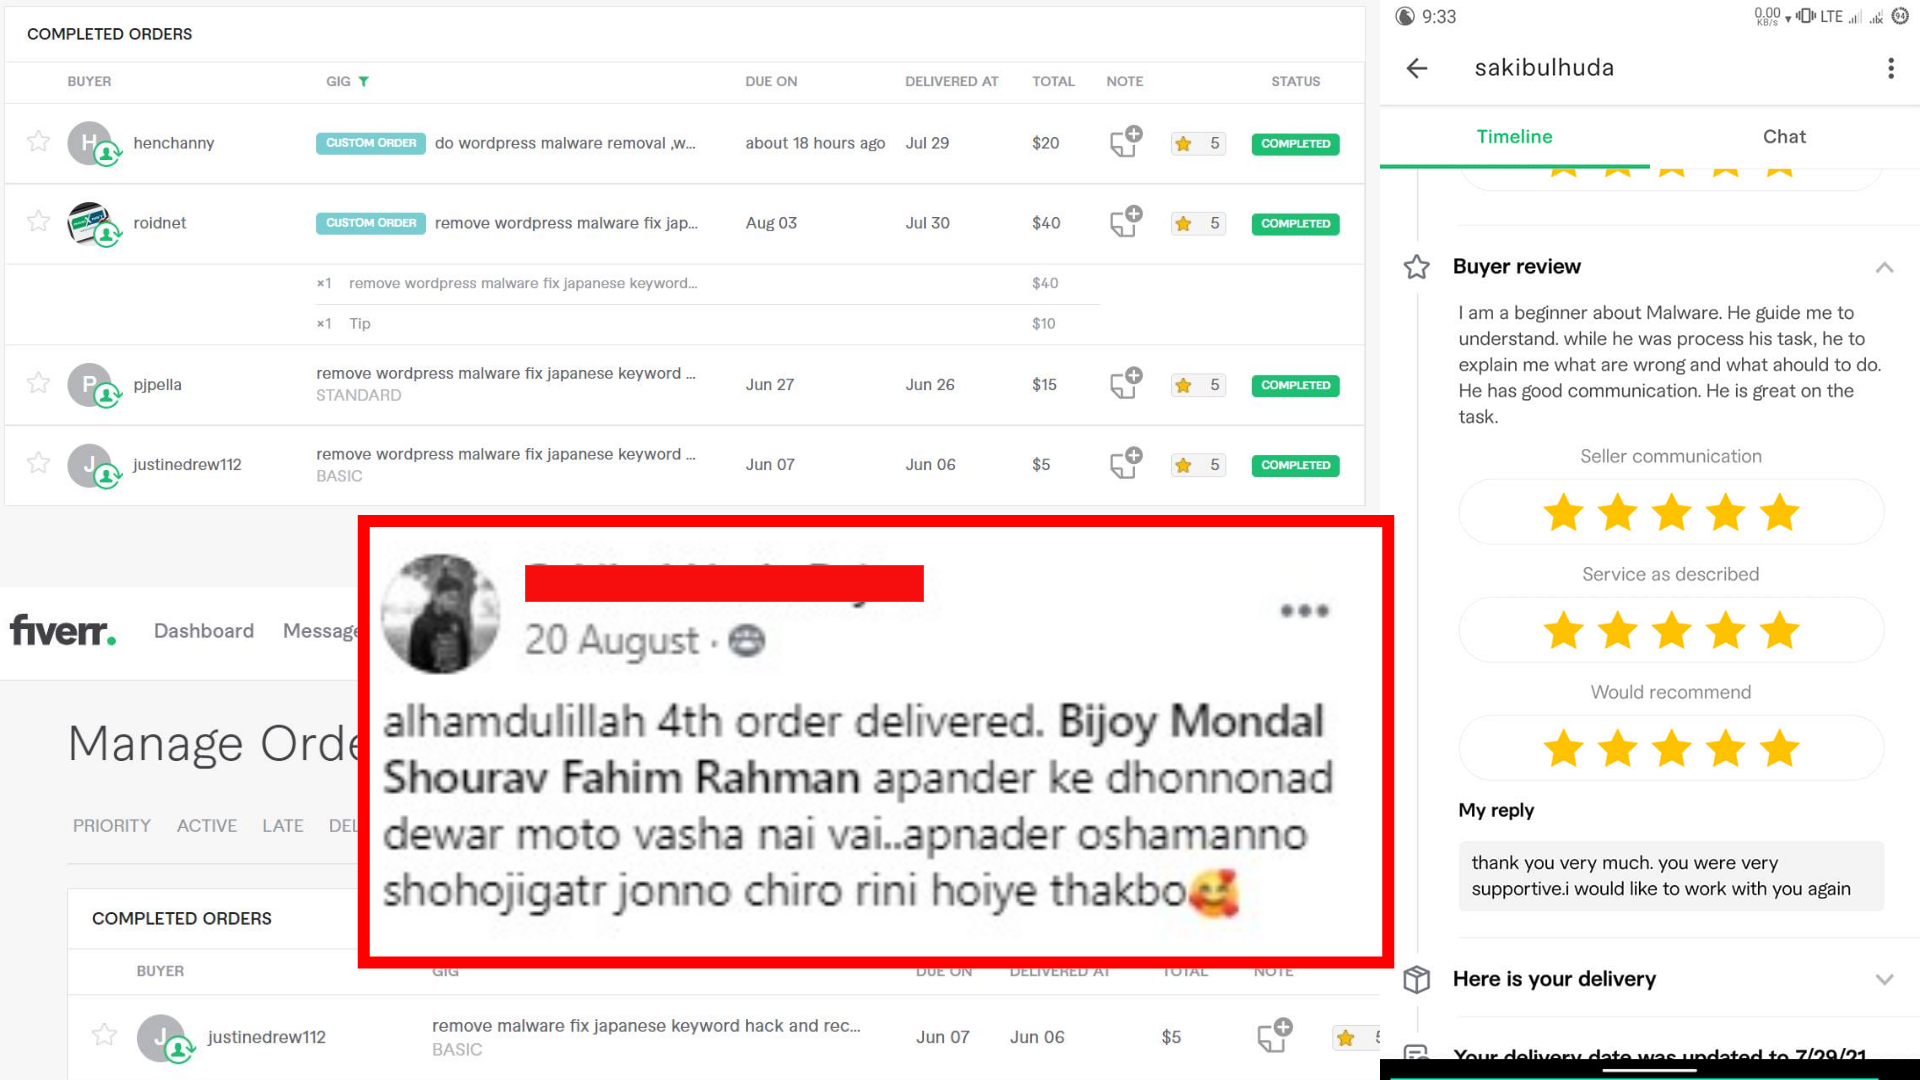 COMPLETED ORDERS
BUYER GIG DUE ON DELIVERED AT TOTAL NOTE STATUS
H henchanny CUSTOM ORDER do wordpress malware removal ,w... about 18 hours ago Jul 29 $20 5 COMPLETED
roidnet CUSTOM ORDER remove wordpress malware fix jap... Aug 03 Jul 30 $40 5 COMPLETED
×1 remove wordpress malware fix japanese keyword... $40
×1 Tip $10
P pjpella remove wordpress malware fix japanese keyword ... Jun 27 Jun 26 $15 5 COMPLETED
STANDARD
J justinedrew112 remove wordpress malware fix japanese keyword ... Jun 07 Jun 06 $5 5 COMPLETED
BASIC
fiverr. Dashboard Message
Manage Orde
PRIORITY ACTIVE LATE DEL
COMPLETED ORDERS
BUYER GIG DUE ON DELIVERED AT TOTAL NOTE
J justinedrew112 remove malware fix japanese keyword hack and rec... Jun 07 Jun 06 $5 5
BASIC
20 August ·
alhamdulillah 4th order delivered. Bijoy Mondal
Shourav Fahim Rahman apander ke dhonnonad
dewar moto vasha nai vai..apnader oshamanno
shohojigatr jonno chiro rini hoiye thakbo🥰
9:33 0.00 KB/s LTE 94
sakibulhuda
Timeline Chat
Buyer review
I am a beginner about Malware. He guide me to
understand. while he was process his task, he to
explain me what are wrong and what ahould to do.
He has good communication. He is great on the
task.
Seller communication
Service as described
Would recommend
My reply
thank you very much. you were very
supportive.i would like to work with you again
Here is your delivery
Your delivery date was updated to 7/29/21